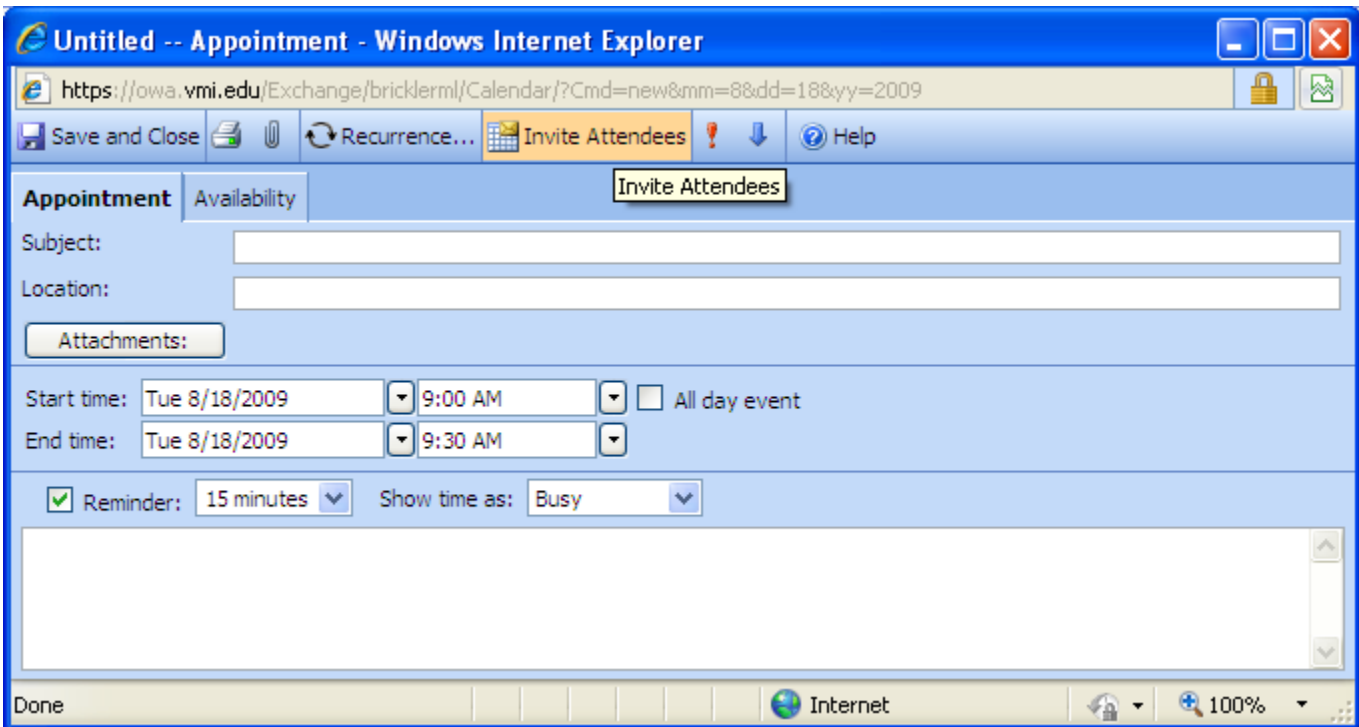 Untitled -- Appointment - Windows Internet Explorer
https://owa.vmi.edu/Exchange/bricklerml/Calendar/?Cmd=new&mm=8&dd=18&yy=2009
Save and Close Recurrence... Invite Attendees Help
Invite Attendees
Appointment Availability
Subject:
Location:
Attachments:
Start time: Tue 8/18/2009 9:00 AM All day event
End time: Tue 8/18/2009 9:30 AM
Reminder: 15 minutes Show time as: Busy
Done Internet 100%